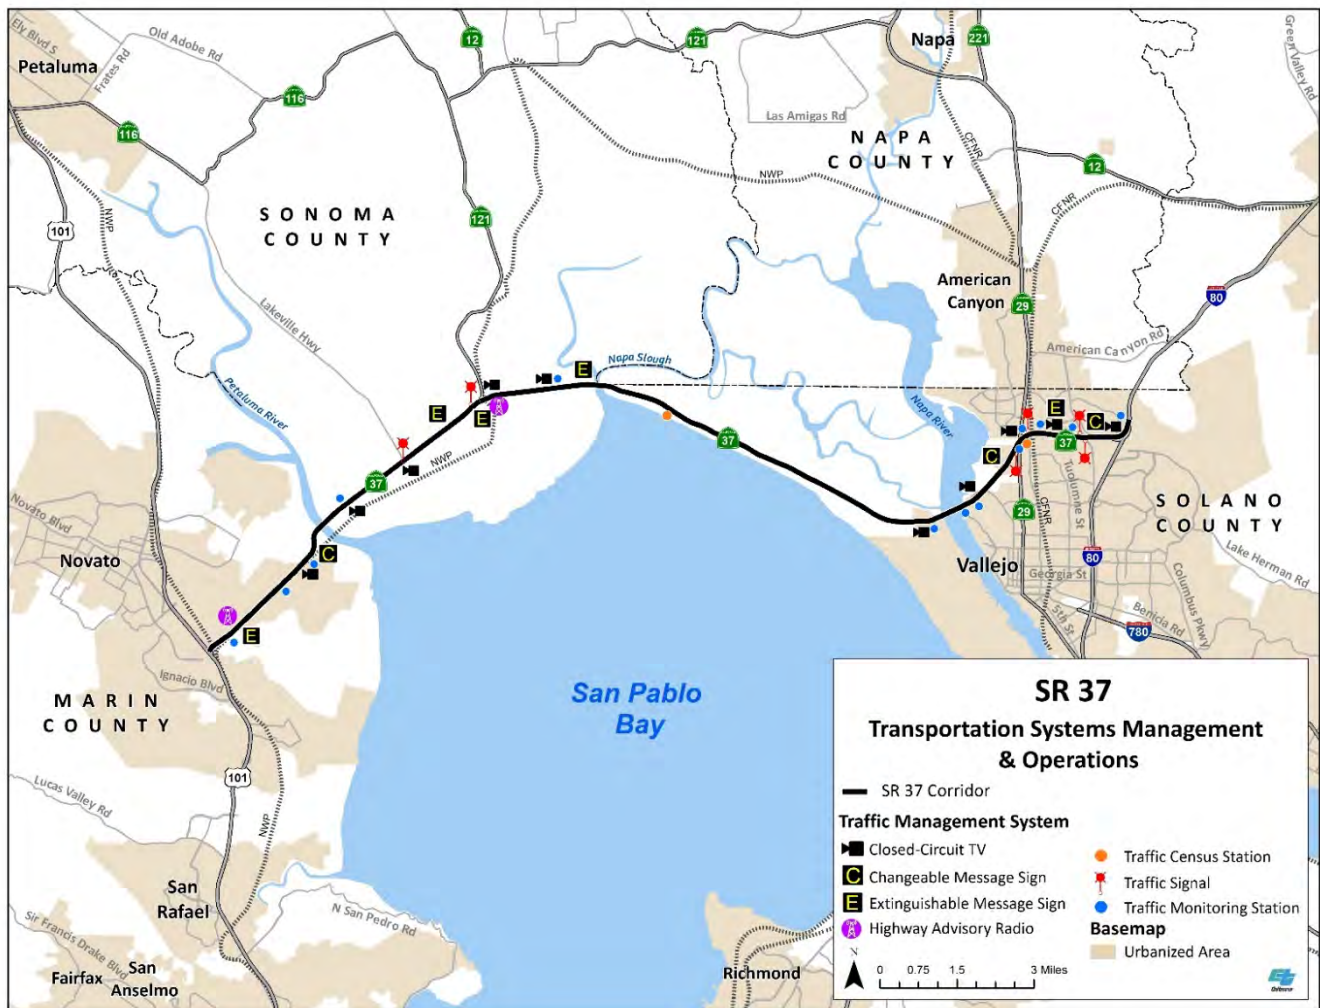 Ely Blvd S
Old Adobe Rd
Frates Rd
Petaluma
116
116
12
121
Napa
221
Green Valley Rd
Las Amigas Rd
NAPA
COUNTY
CFNR
12
NWP
CFNR
NWP
101
SONOMA
COUNTY
121
Lakeville Hwy
Petaluma River
American
Canyon
29
80
American Canyon Rd
Napa Slough
Napa River
E
E
E
NWP
37
37
C
E
C
37
Tuolumne St
CFNR
29
SOLANO
COUNTY
Lake Herman Rd
80
Vallejo
Georgia St
5th St
Benicia Rd
Columbus Pkwy
780
Novato Blvd
Novato
C
E
Ignacio Blvd
MARIN
COUNTY
101
Lucas Valley Rd
NWP
San
Rafael
N San Pedro Rd
Sir Francis Drake Blvd
Fairfax
San
Anselmo
San Pablo
Bay
Richmond
SR 37
Transportation Systems Management
& Operations
SR 37 Corridor
Traffic Management System
Closed-Circuit TV
C Changeable Message Sign
E Extinguishable Message Sign
Highway Advisory Radio
Traffic Census Station
Traffic Signal
Traffic Monitoring Station
Basemap
Urbanized Area
N
0 0.75 1.5 3 Miles